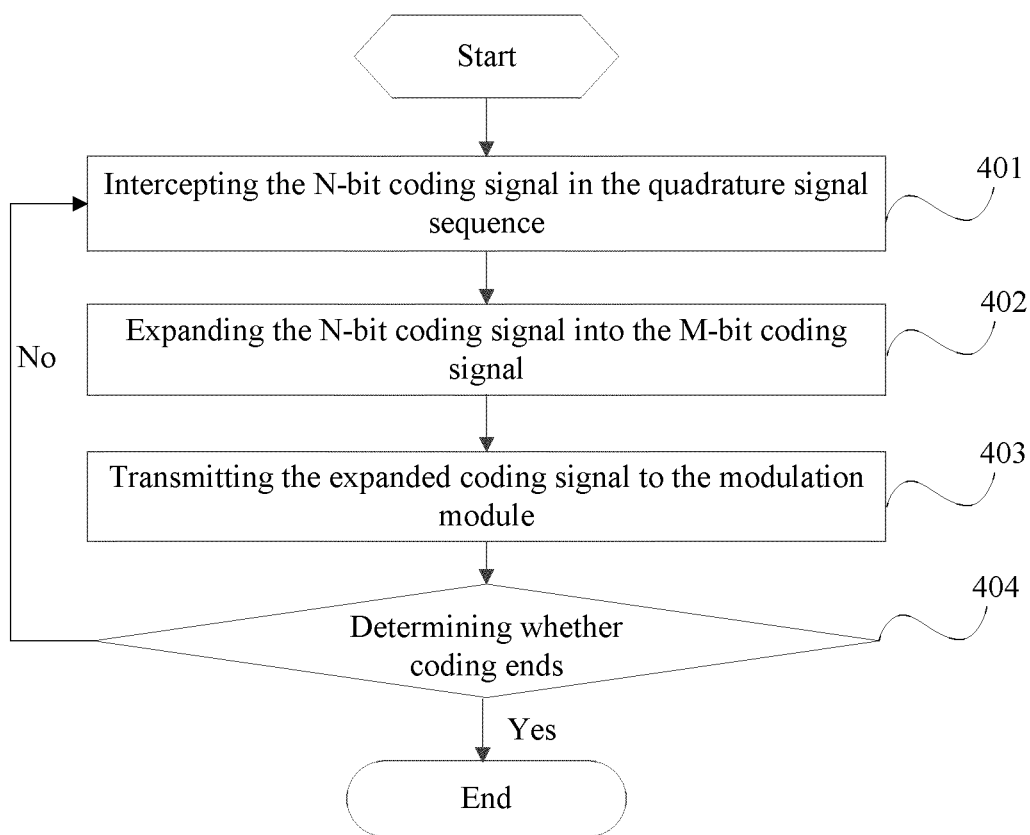 Start
Intercepting the N-bit coding signal in the quadrature signal
sequence
401
Expanding the N-bit coding signal into the M-bit coding
signal
402
No
Transmitting the expanded coding signal to the modulation
module
403
Determining whether
coding ends
404
Yes
End